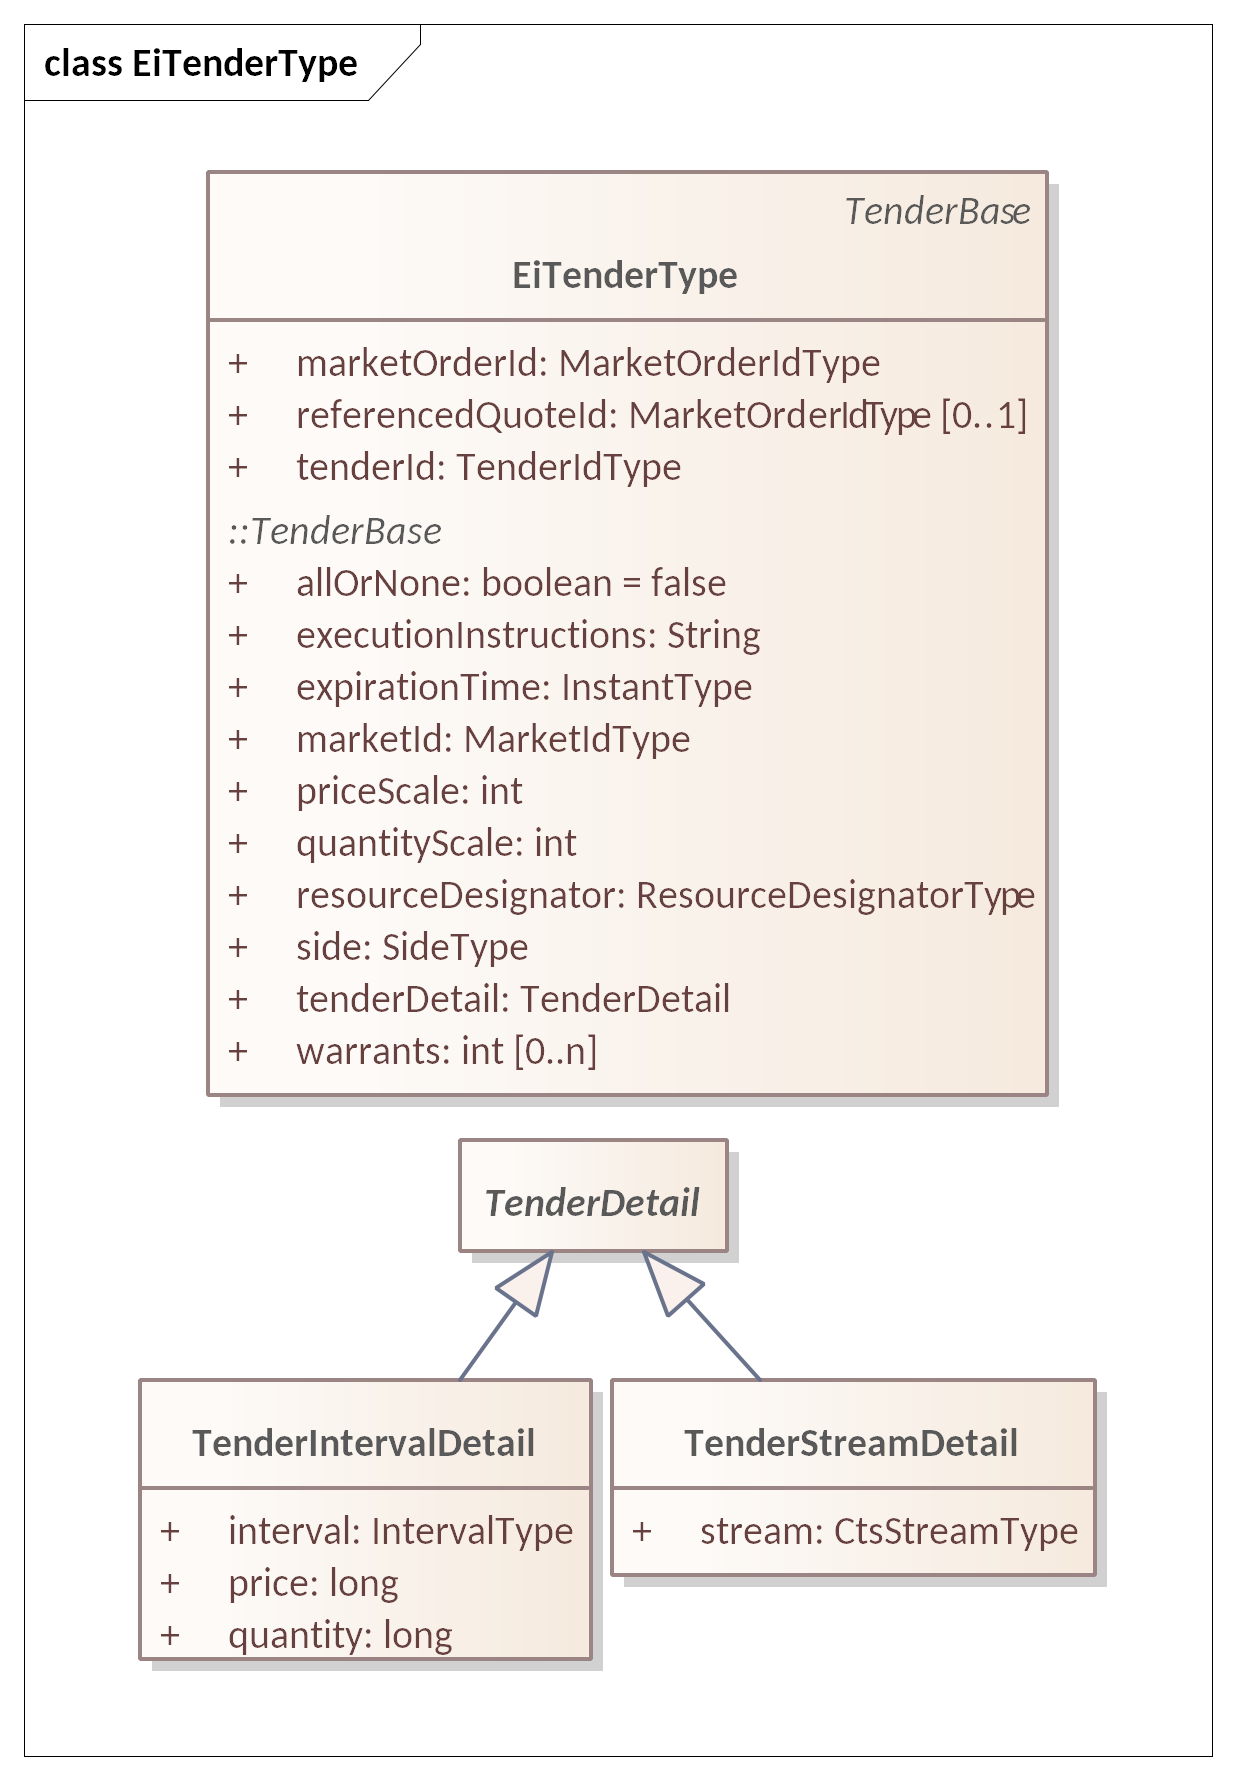 class EiTenderType
TenderBase
EiTenderType
+ marketOrderId: MarketOrderIdType
+ referencedQuoteId: MarketOrderIdType [0..1]
+ tenderId: TenderIdType
::TenderBase
+ allOrNone: boolean = false
+ executionInstructions: String
+ expirationTime: InstantType
+ marketId: MarketIdType
+ priceScale: int
+ quantityScale: int
+ resourceDesignator: ResourceDesignatorType
+ side: SideType
+ tenderDetail: TenderDetail
+ warrants: int [0..n]
TenderDetail
TenderIntervalDetail
+ interval: IntervalType
+ price: long
+ quantity: long
TenderStreamDetail
+ stream: CtsStreamType